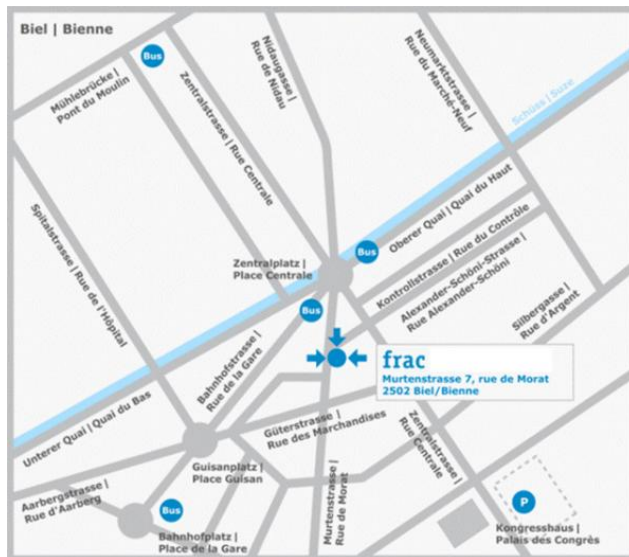 Biel | Bienne
Bus
Mühlebrücke |
Pont du Moulin
Zentralstrasse | Rue Centrale
Nidaugasse |
Rue de Nidau
Neumarktstrasse |
Rue du Marché-Neuf
Schüss | Suze
Spitalstrasse | Rue de l'Hôpital
Zentralplatz |
Place Centrale
Bus
Oberer Quai | Quai du Haut
Kontrollstrasse | Rue du Contrôle
Alexander-Schöni-Strasse |
Rue Alexander-Schöni
Silbergasse |
Rue d'Argent
Bus
Bahnhofstrasse |
Rue de la Gare
frac
Murtenstrasse 7, rue de Morat
2502 Biel/Bienne
Unterer Quai | Quai du Bas
Güterstrasse |
Rue des Marchandises
Zentralstrasse |
Rue Centrale
Guisanplatz |
Place Guisan
Murtenstrasse |
Rue de Morat
Aarbergstrasse |
Rue d'Aarberg
Bus
Bahnhofplatz |
Place de la Gare
P
Kongresshaus |
Palais des Congrès